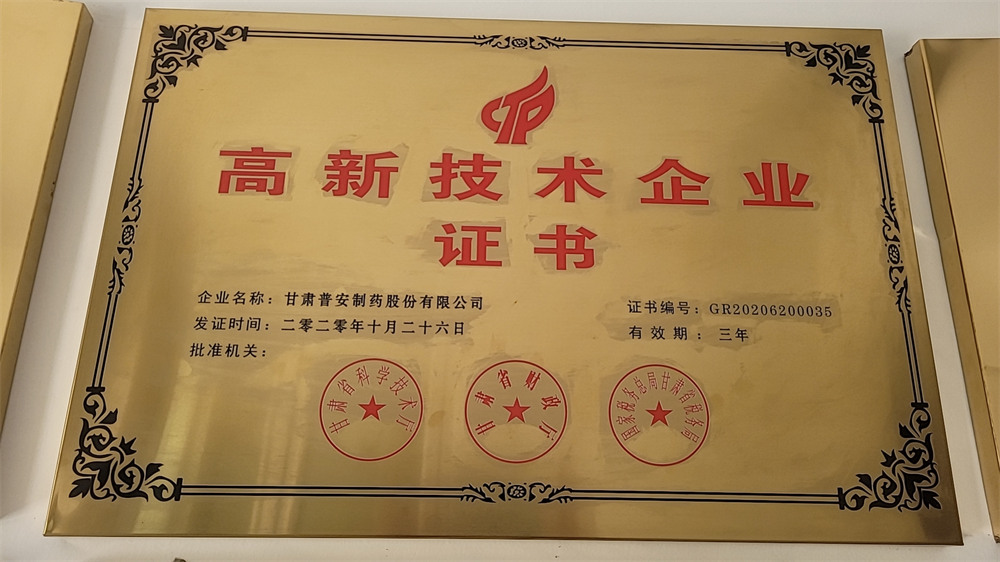 高新技术企业
证书
企业名称：甘肃普安制药股份有限公司
证书编号：GR20206200035
发证时间：二零二零年十月二十六日
有效期：三年
批准机关：
甘肃省科学技术厅
甘肃省财政厅
国家税务总局甘肃省税务局